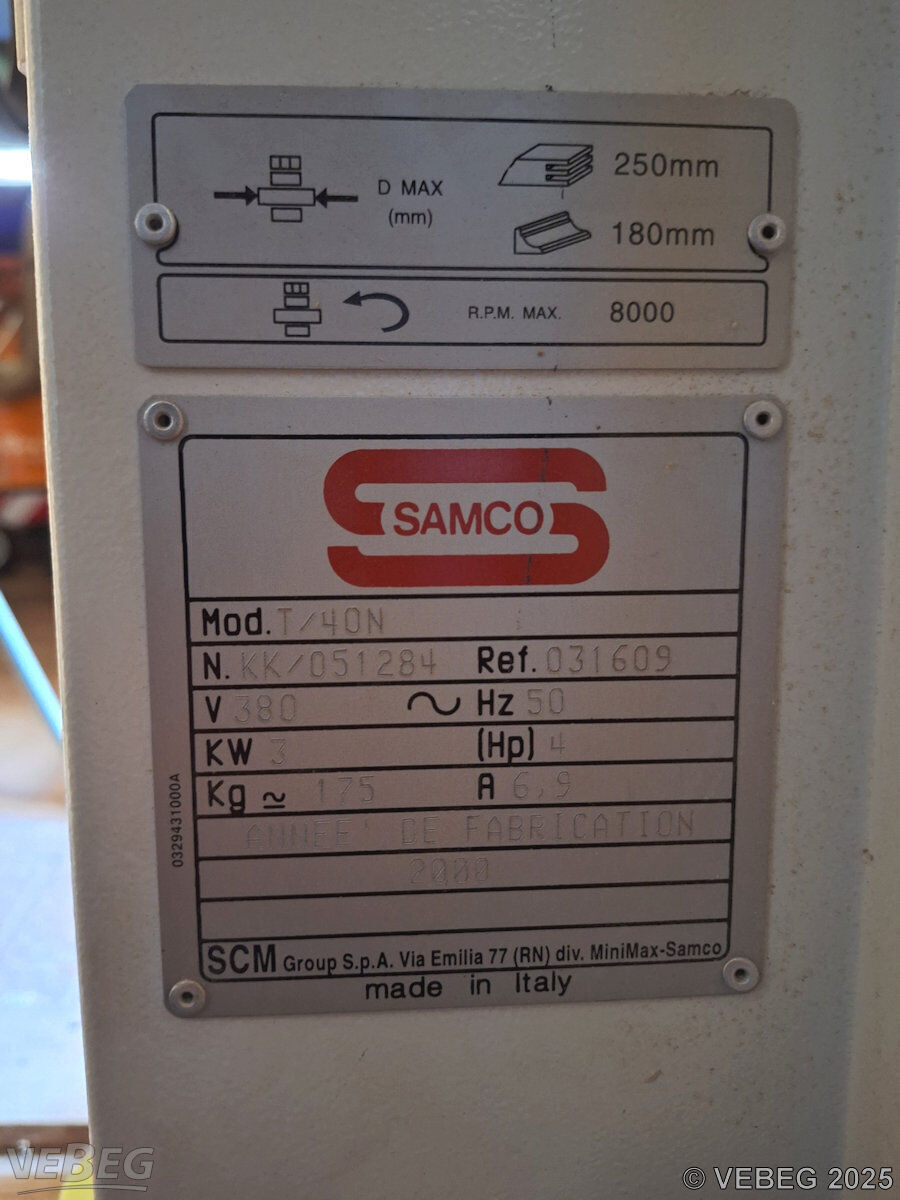 D MAX 250mm
(mm)
180mm
R.P.M. MAX. 8000
SAMCO
Mod. T/40N
N. KK/051284 Ref. 031609
V 380 ~ Hz 50
KW 3 (Hp) 4
Kg ≃ 175 A 6,9
ANNEE' DE FABRICATION
2000
0329431000A
SCM Group S.p.A. Via Emilia 77 (RN) div. MiniMax-Samco
made in Italy
VEBEG
© VEBEG 2025